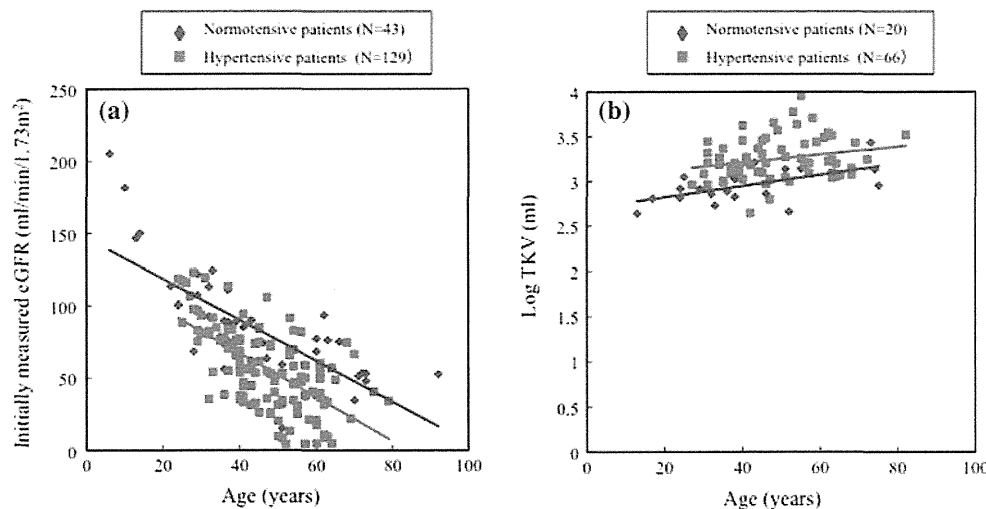 Normotensive patients (N=43)
Hypertensive patients (N=129)
Normotensive patients (N=20)
Hypertensive patients (N=66)
(a)
(b)
Initially measured eGFR (ml/min/1.73m²)
250
200
150
100
50
0
0 20 40 60 80 100
Age (years)
Log TKV (ml)
4
3.5
3
2.5
2
1.5
1
0.5
0
0 20 40 60 80 100
Age (years)